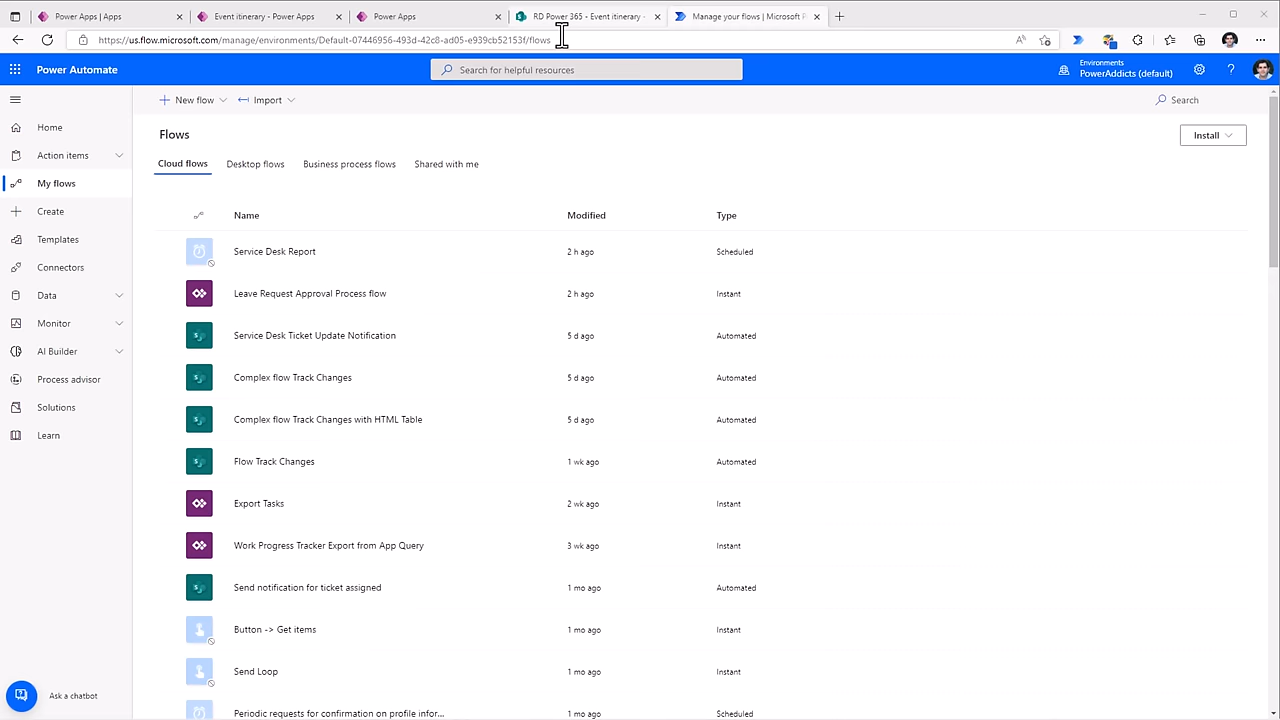 Power Apps | Apps
Event itinerary - Power Apps
Power Apps
RD Power 365 - Event itinerary -
Manage your flows | Microsoft P
https://us.flow.microsoft.com/manage/environments/Default-07446956-493d-42c8-ad05-e939cb52153f/flows
Power Automate
Search for helpful resources
Environments
PowerAddicts (default)
New flow
Import
Search
Home
Action items
My flows
Create
Templates
Connectors
Data
Monitor
AI Builder
Process advisor
Solutions
Learn
Ask a chatbot
Flows
Install
Cloud flows
Desktop flows
Business process flows
Shared with me
Name Modified Type
Service Desk Report 2 h ago Scheduled
Leave Request Approval Process flow 2 h ago Instant
Service Desk Ticket Update Notification 5 d ago Automated
Complex flow Track Changes 5 d ago Automated
Complex flow Track Changes with HTML Table 5 d ago Automated
Flow Track Changes 1 wk ago Automated
Export Tasks 2 wk ago Instant
Work Progress Tracker Export from App Query 3 wk ago Instant
Send notification for ticket assigned 1 mo ago Automated
Button -> Get items 1 mo ago Instant
Send Loop 1 mo ago Instant
Periodic requests for confirmation on profile infor... 1 mo ago Scheduled